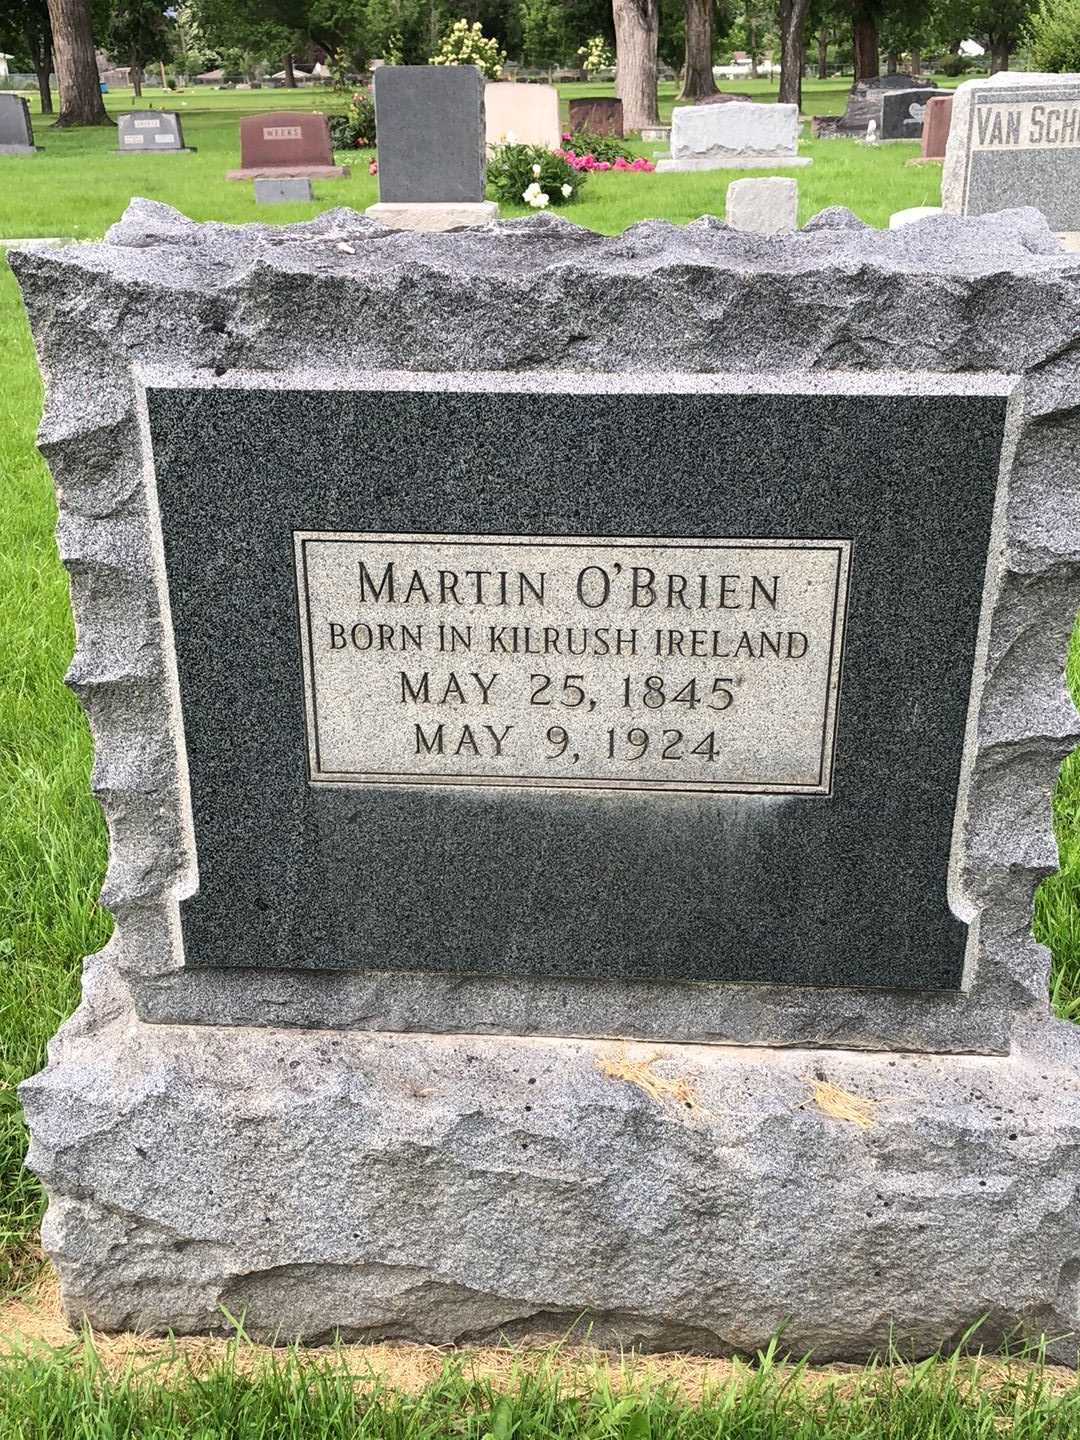 WEEKS
VAN SCH
MARTIN O'BRIEN
BORN IN KILRUSH IRELAND
MAY 25, 1845
MAY 9, 1924